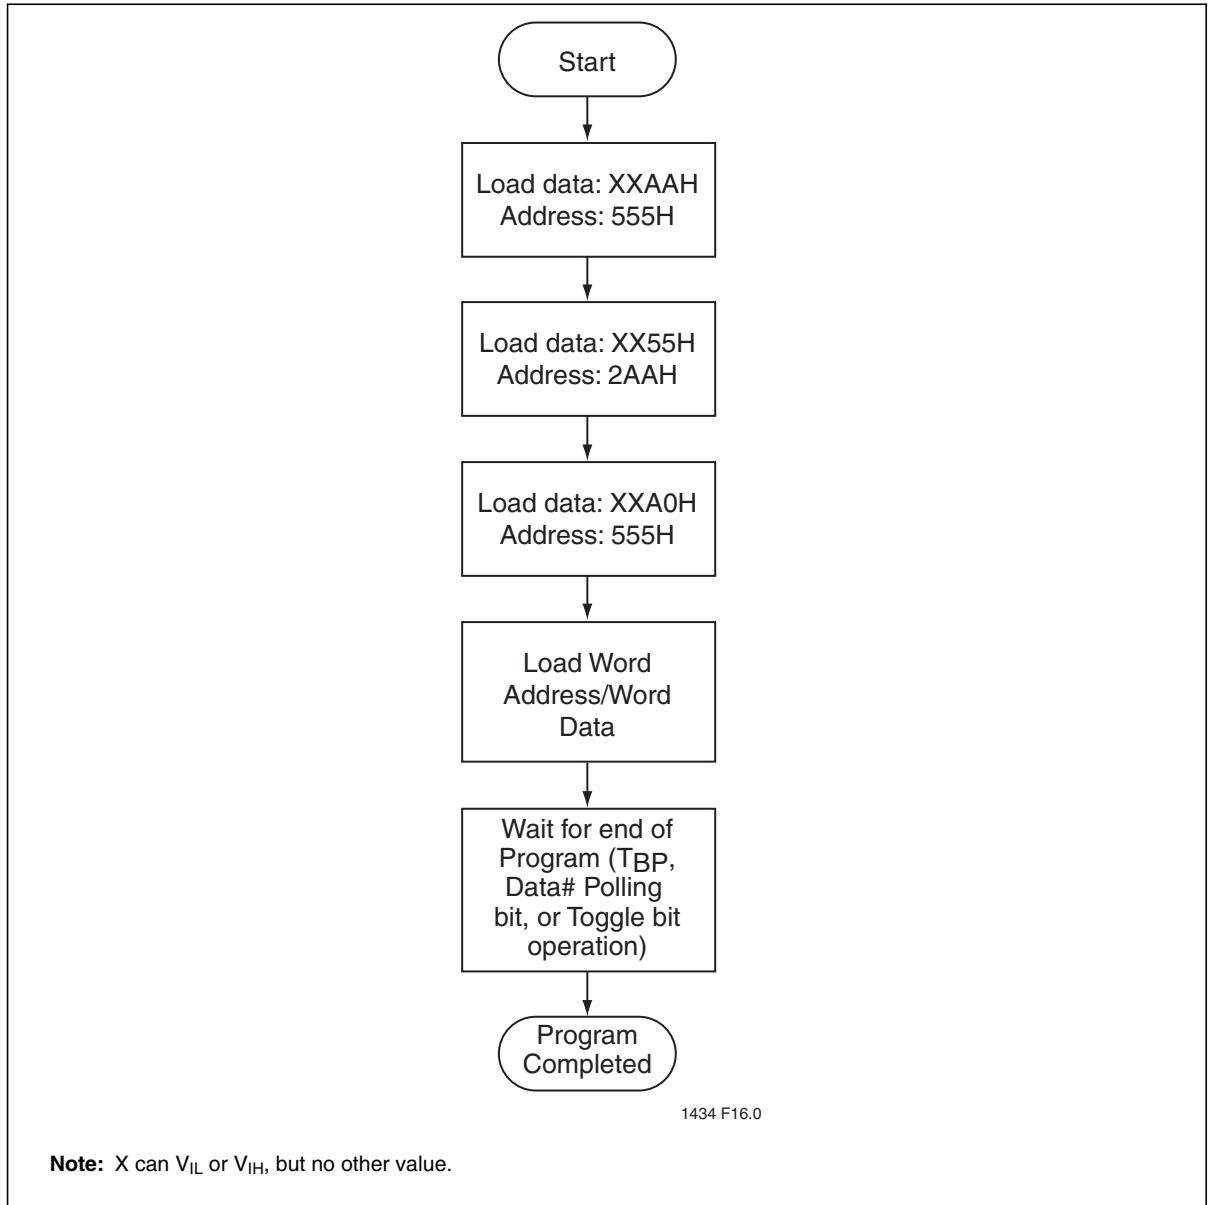 Start
Load data: XXAAH
Address: 555H
Load data: XX55H
Address: 2AAH
Load data: XXA0H
Address: 555H
Load Word
Address/Word
Data
Wait for end of
Program (TBP,
Data# Polling
bit, or Toggle bit
operation)
Program
Completed
1434 F16.0
Note: X can VIL or VIH, but no other value.